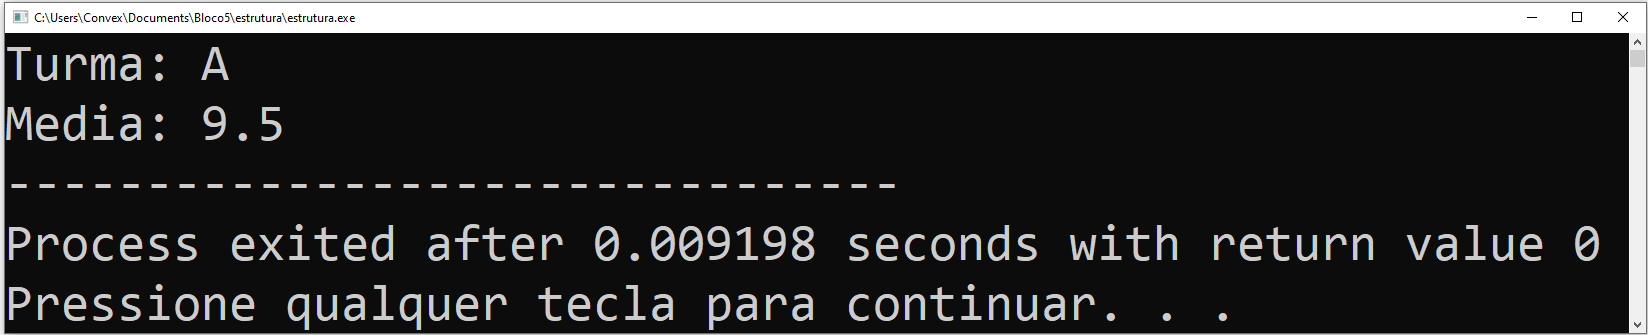 C:\Users\Convex\Documents\Bloco5\estrutura\estrutura.exe
Turma: A
Media: 9.5
--------------------------------
Process exited after 0.009198 seconds with return value 0
Pressione qualquer tecla para continuar. . .